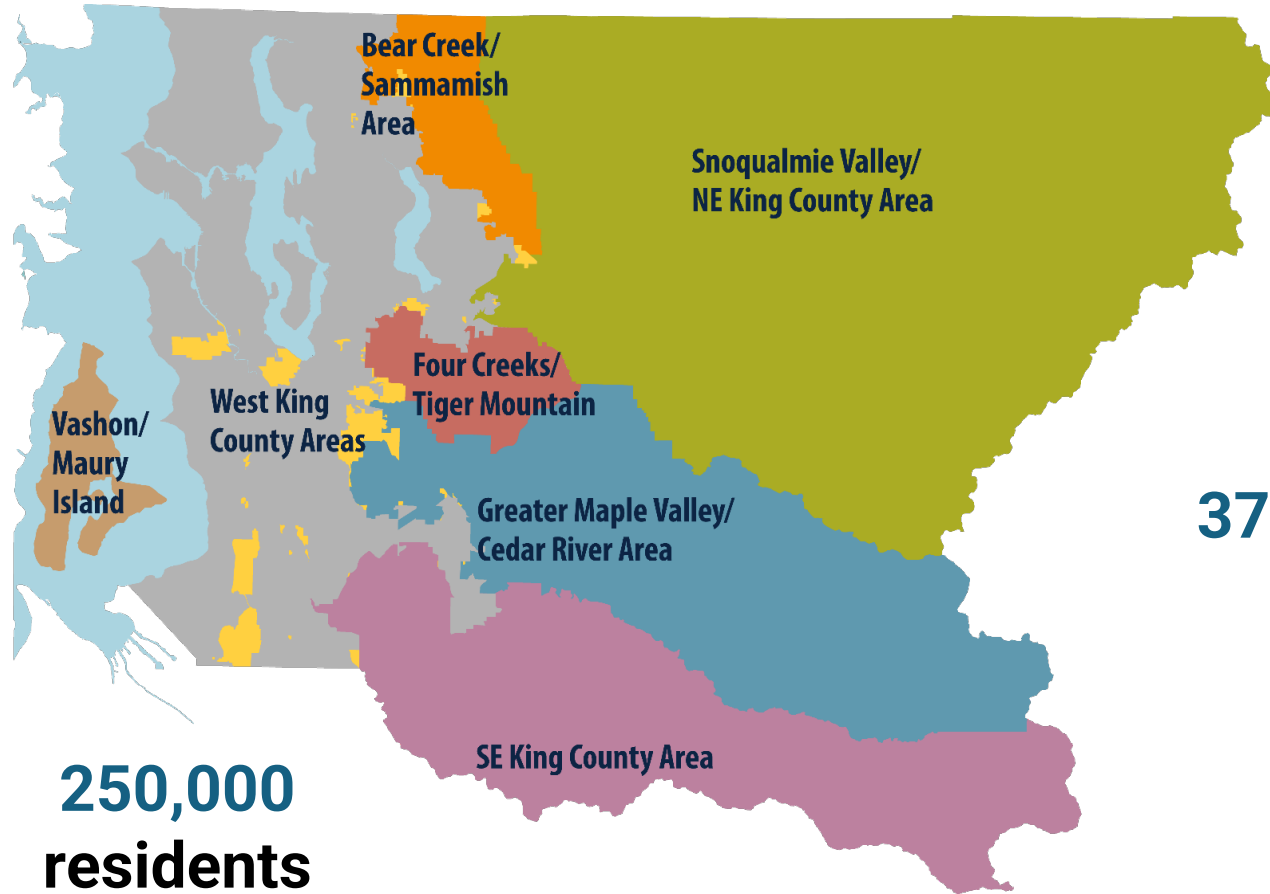 Bear Creek/
Sammamish
Area
Snoqualmie Valley/
NE King County Area
Four Creeks/
Tiger Mountain
West King
County Areas
Vashon/
Maury
Island
Greater Maple Valley/
Cedar River Area
37
SE King County Area
250,000
residents